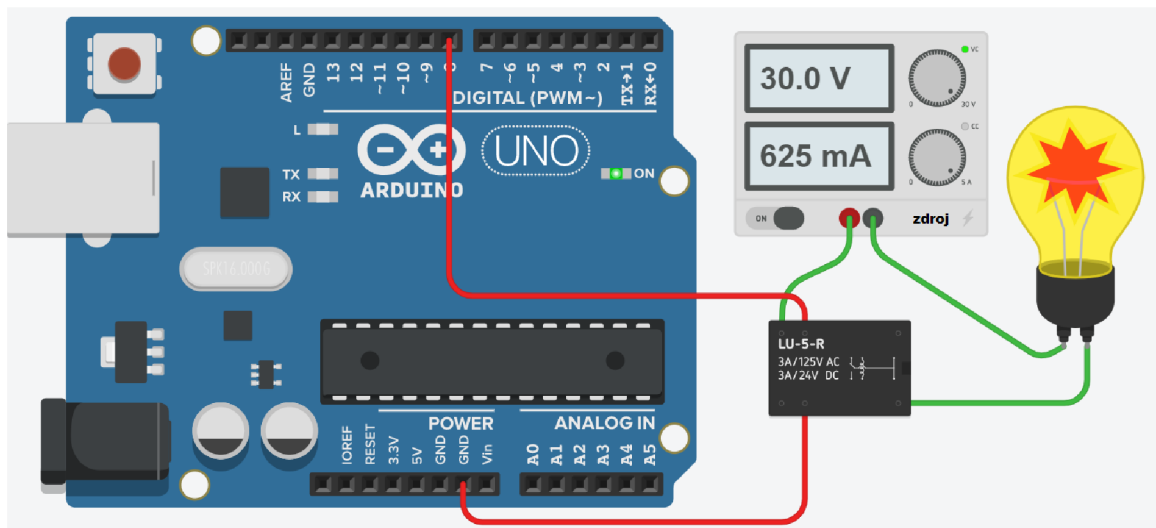 AREF
GND
13
12
~11
~10
~9
8
7
~6
~5
4
~3
2
TX→1
RX←0
DIGITAL (PWM~)
L
TX
RX
UNO
ARDUINO
ON
SPK16.000G
IOREF
RESET
3.3V
5V
GND
GND
Vin
POWER
A0
A1
A2
A3
A4
A5
ANALOG IN
30.0 V
0
30 V
VC
625 mA
0
5 A
CC
ON
zdroj
LU-5-R
3A/125V AC
3A/24V DC